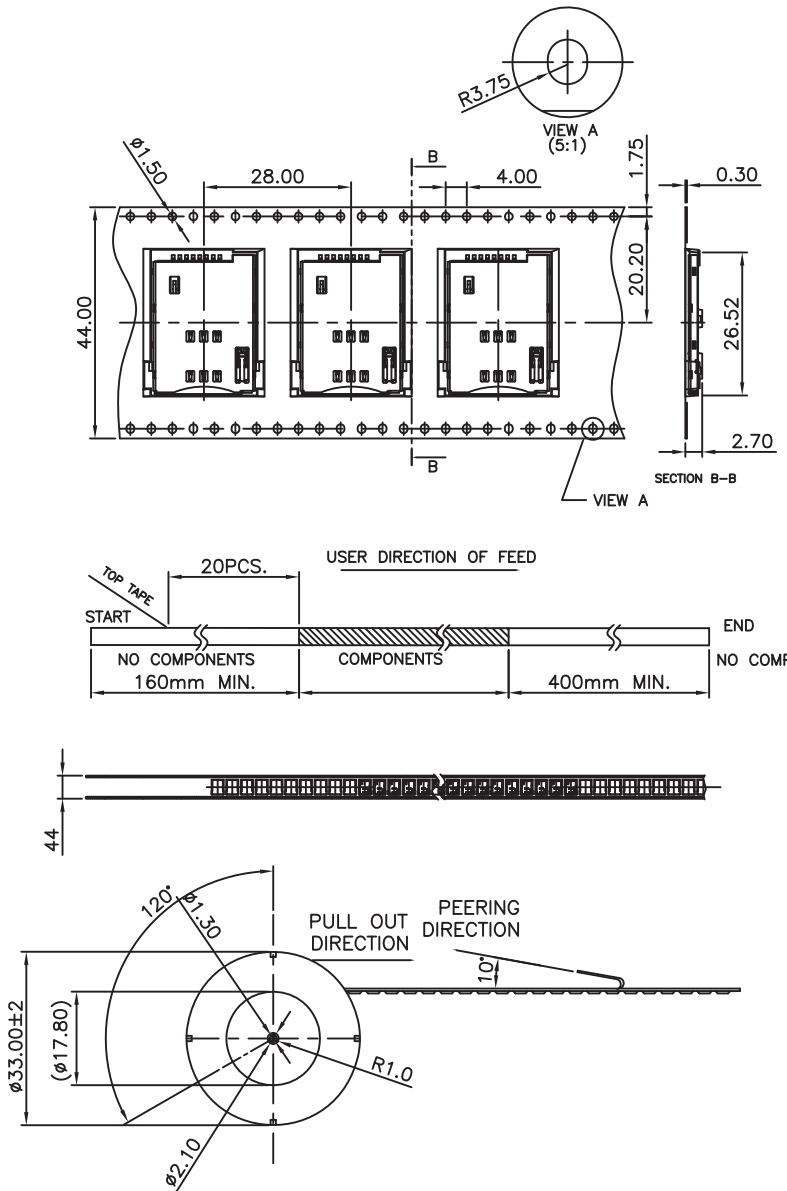 R3.75
VIEW A
(5:1)
ø1.50
28.00
B
4.00
1.75
0.30
44.00
20.20
26.52
B
2.70
SECTION B-B
VIEW A
20PCS.
USER DIRECTION OF FEED
TOP TAPE
START
END
NO COMPONENTS
COMPONENTS
NO COMP
160mm MIN.
400mm MIN.
44
120°
ø1.30
PULL OUT
DIRECTION
PEERING
DIRECTION
10°
ø33.00±2
(ø17.80)
R1.0
ø2.10